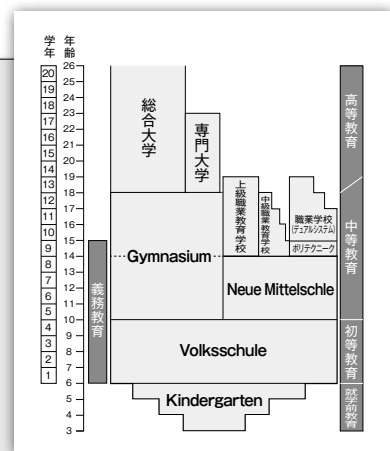 学年
年齢
26
20
25
19
24
18
23
17
22
16
21
15
20
14
19
13
18
12
17
11
16
10
15
9
14
8
13
7
12
6
11
5
10
4
9
3
8
2
7
1
6
5
4
3
総合大学
専門大学
上級職業教育学校
中級職業教育学校
職業学校
(デュアルシステム)
ポリテクニーク
Gymnasium
Neue Mittelschle
Volksschule
Kindergarten
義務教育
高等教育
中等教育
初等教育
就学前教育